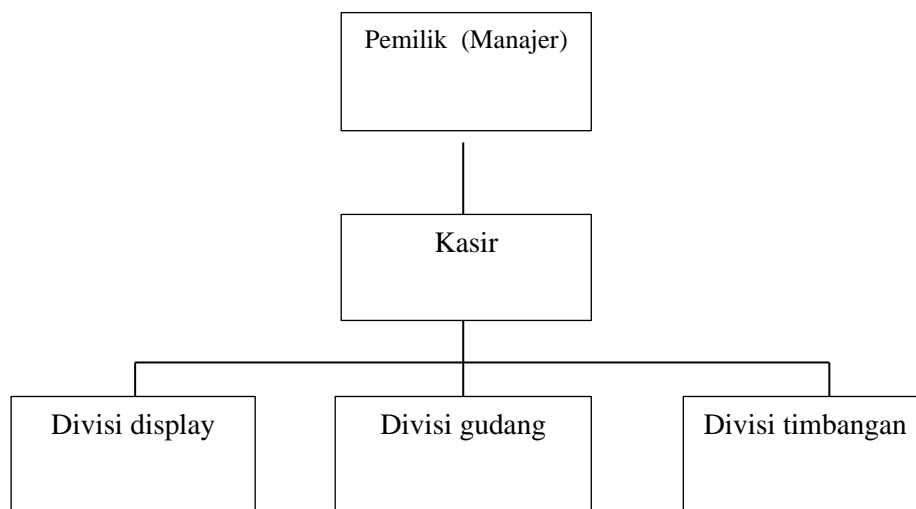 Pemilik (Manajer)
Kasir
Divisi display
Divisi gudang
Divisi timbangan